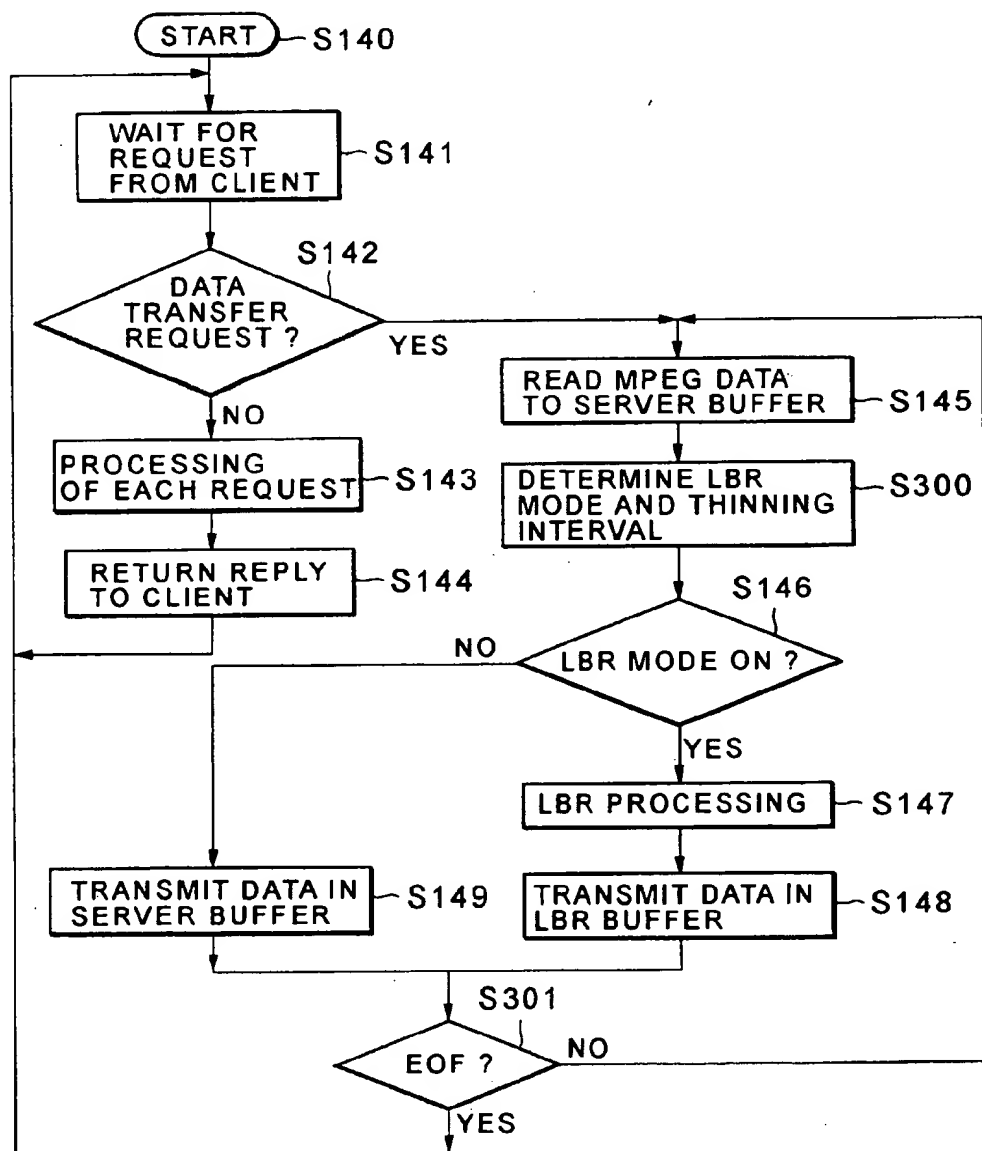 START
S140
WAIT FOR
REQUEST
FROM CLIENT
S141
S142
DATA
TRANSFER
REQUEST ?
YES
NO
READ MPEG DATA
TO SERVER BUFFER
S145
PROCESSING
OF EACH REQUEST
S143
DETERMINE LBR
MODE AND THINNING
INTERVAL
S300
RETURN REPLY
TO CLIENT
S144
S146
NO
LBR MODE ON ?
YES
LBR PROCESSING
S147
TRANSMIT DATA IN
SERVER BUFFER
S149
TRANSMIT DATA IN
LBR BUFFER
S148
S301
EOF ?
NO
YES